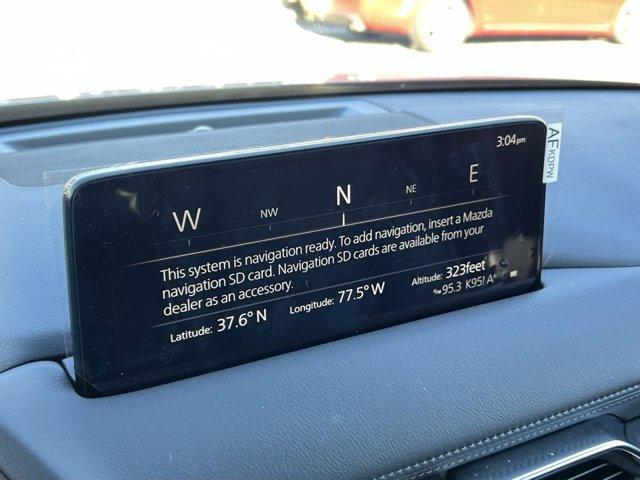 3:04pm
W NW N NE E
This system is navigation ready. To add navigation, insert a Mazda
navigation SD card. Navigation SD cards are available from your
dealer as an accessory.
Latitude: 37.6° N Longitude: 77.5° W Altitude: 323feet
95.3 K95! A
AF KDPW